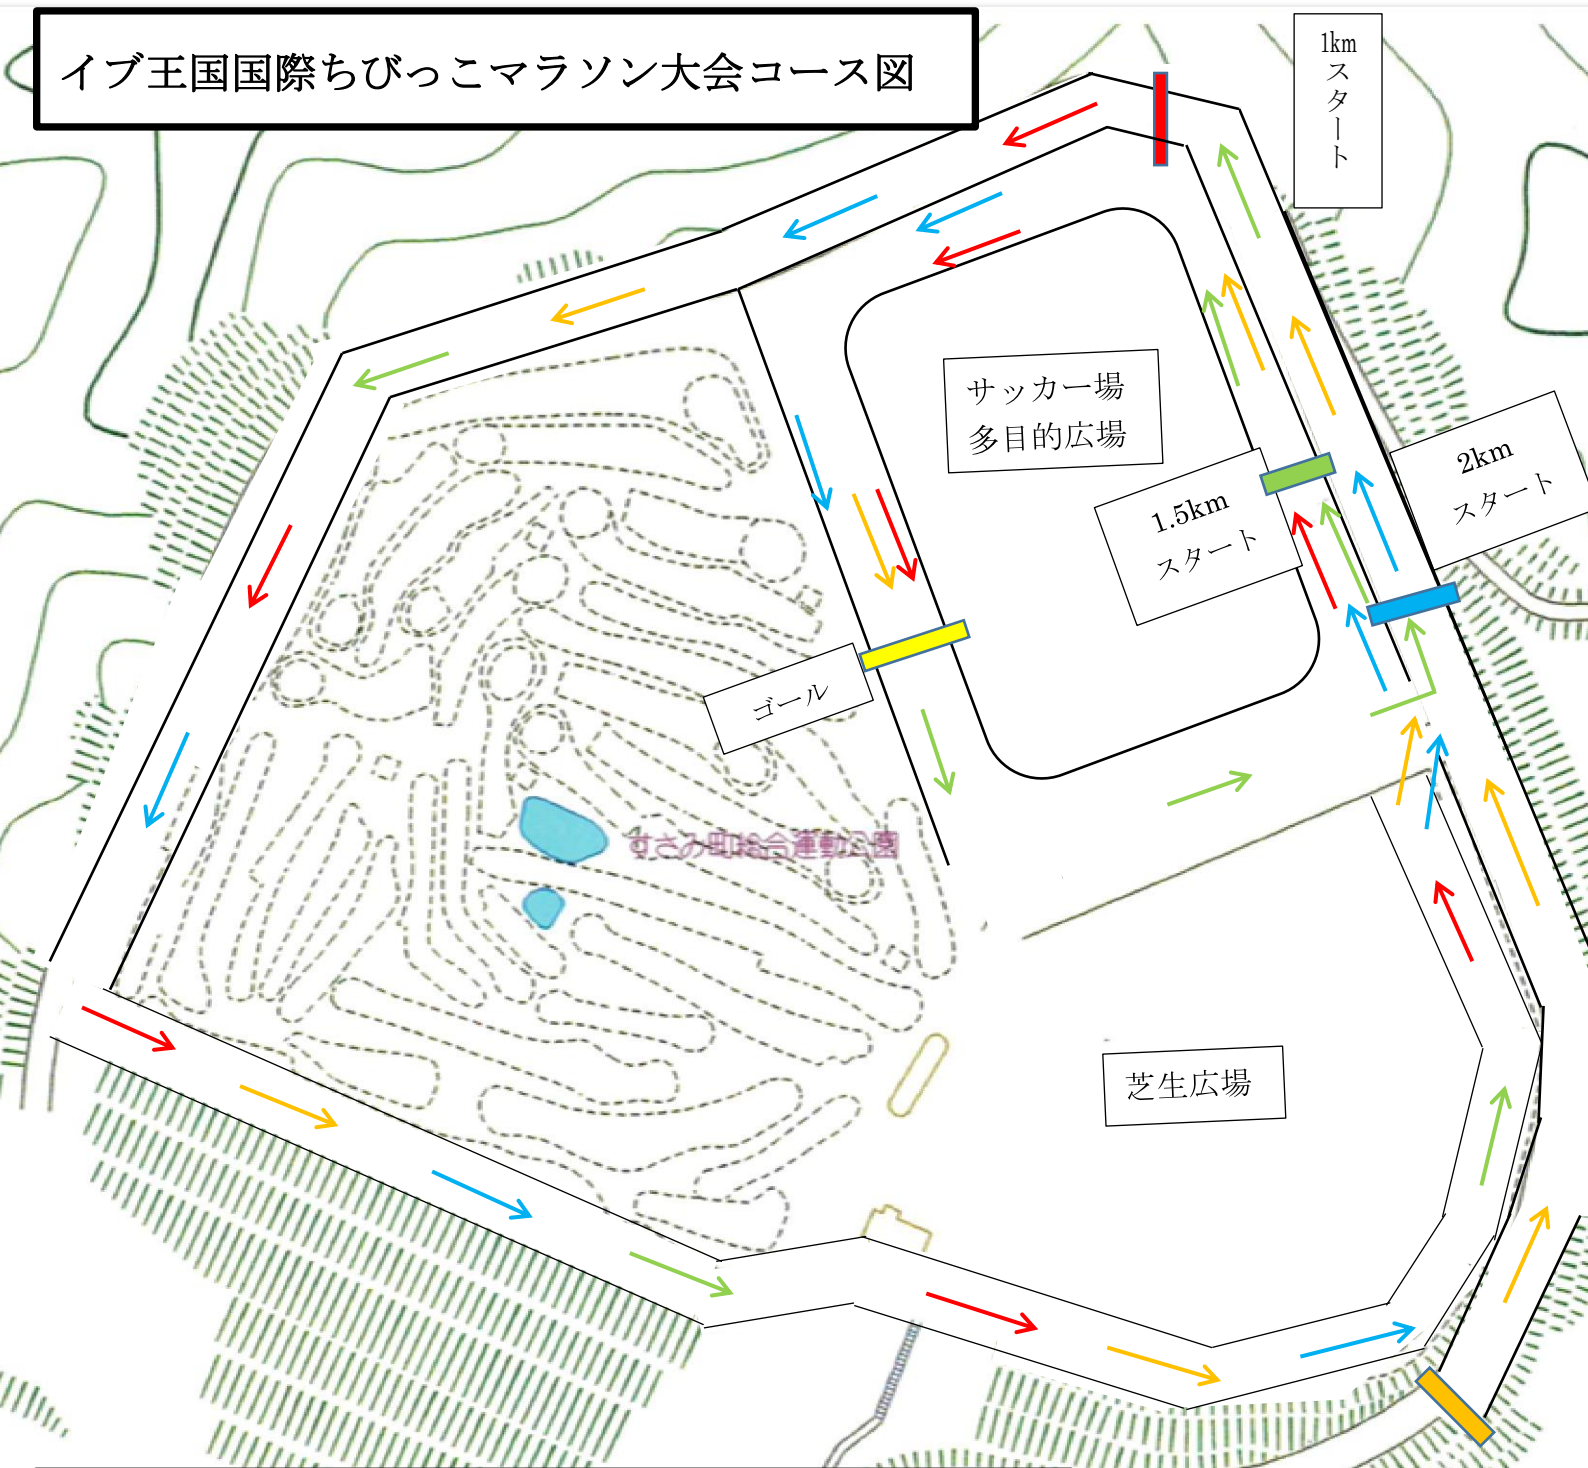 イブ王国国際ちびっこマラソン大会コース図
1kmスタート
サッカー場
多目的広場
2km
スタート
1.5km
スタート
ゴール
すさみ町総合運動公園
芝生広場